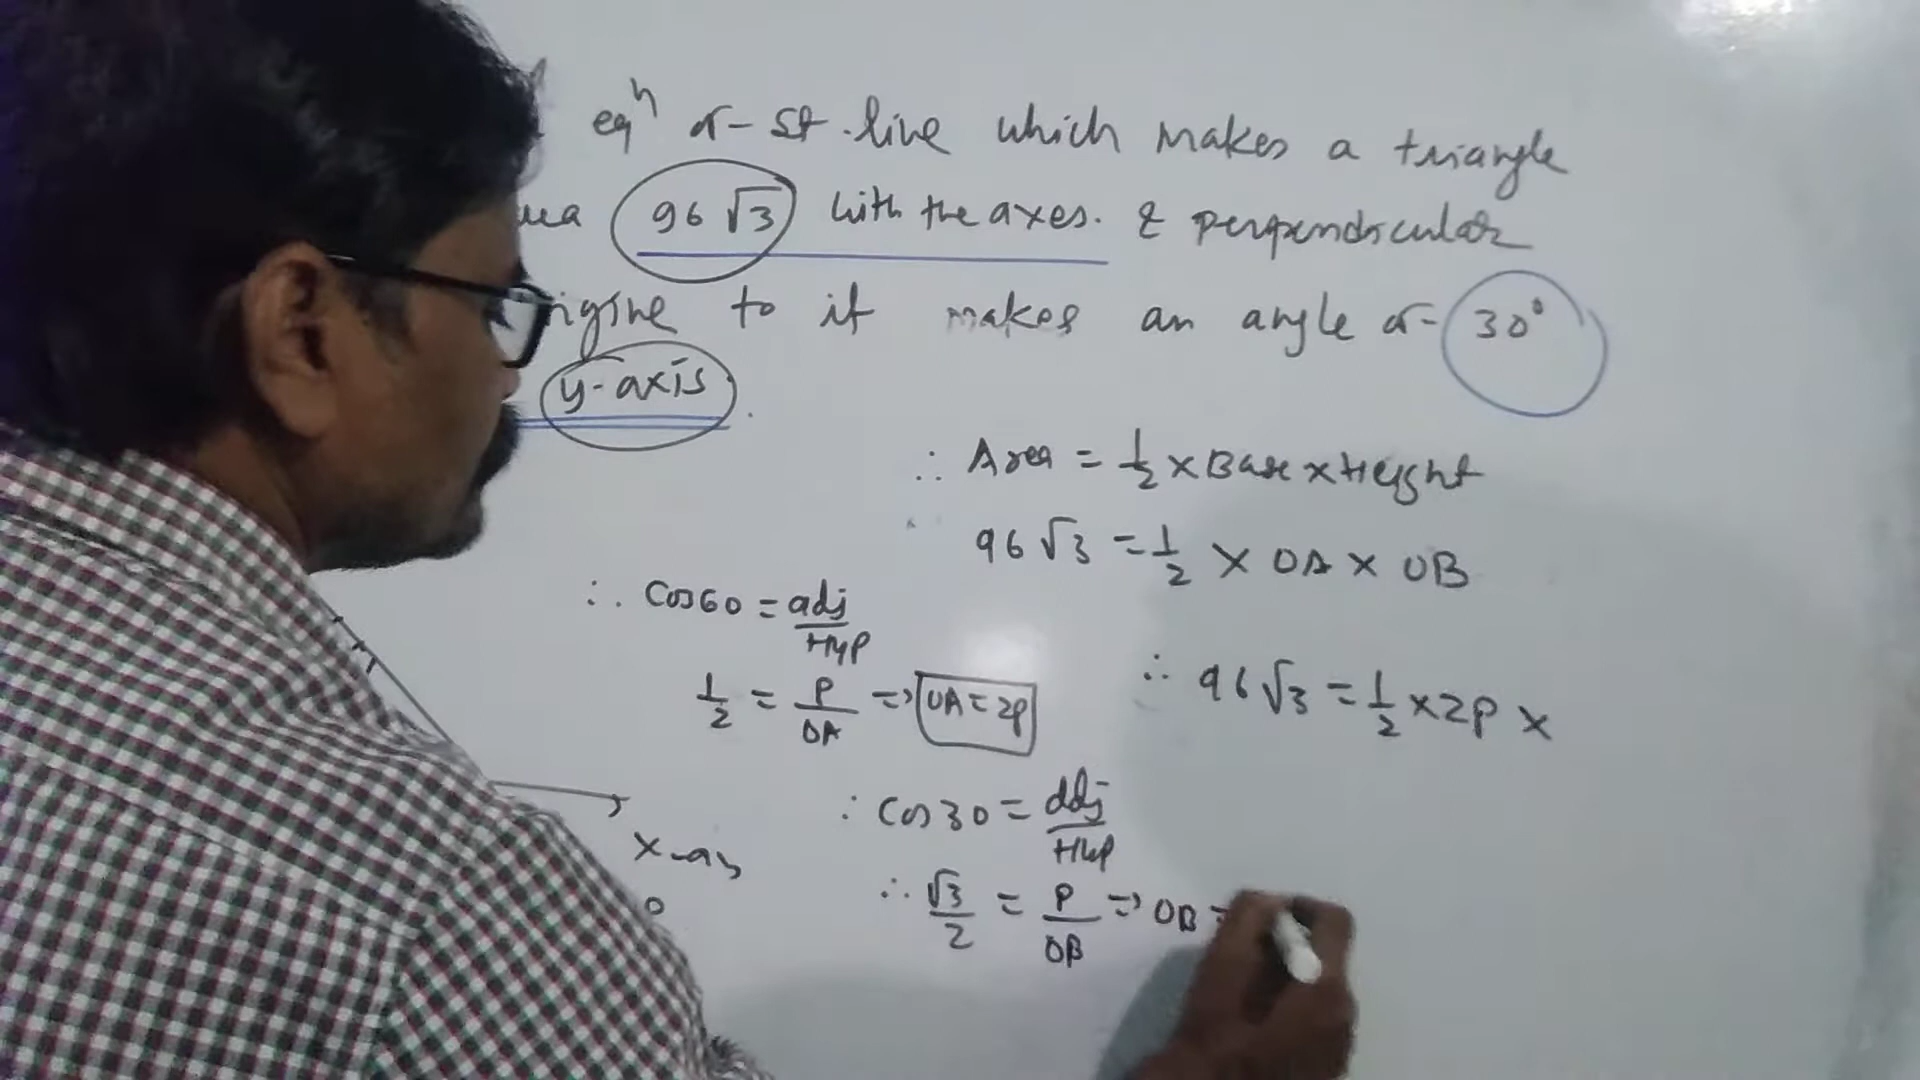 eqⁿ of st. line which makes a triangle
96√3 with the axes. & perpendicular
to it makes an angle of 30°
y-axis.
∴ Area = 1/2 × Base × Height
96√3 = 1/2 × OA × OB
∴ cos60 = adj/Hyp
1/2 = P/OA ⇒ OA = 2P
∴ 96√3 = 1/2 × 2P ×
: cos30 = adj/Hyp
∴ √3/2 = P/OB ⇒ OB =